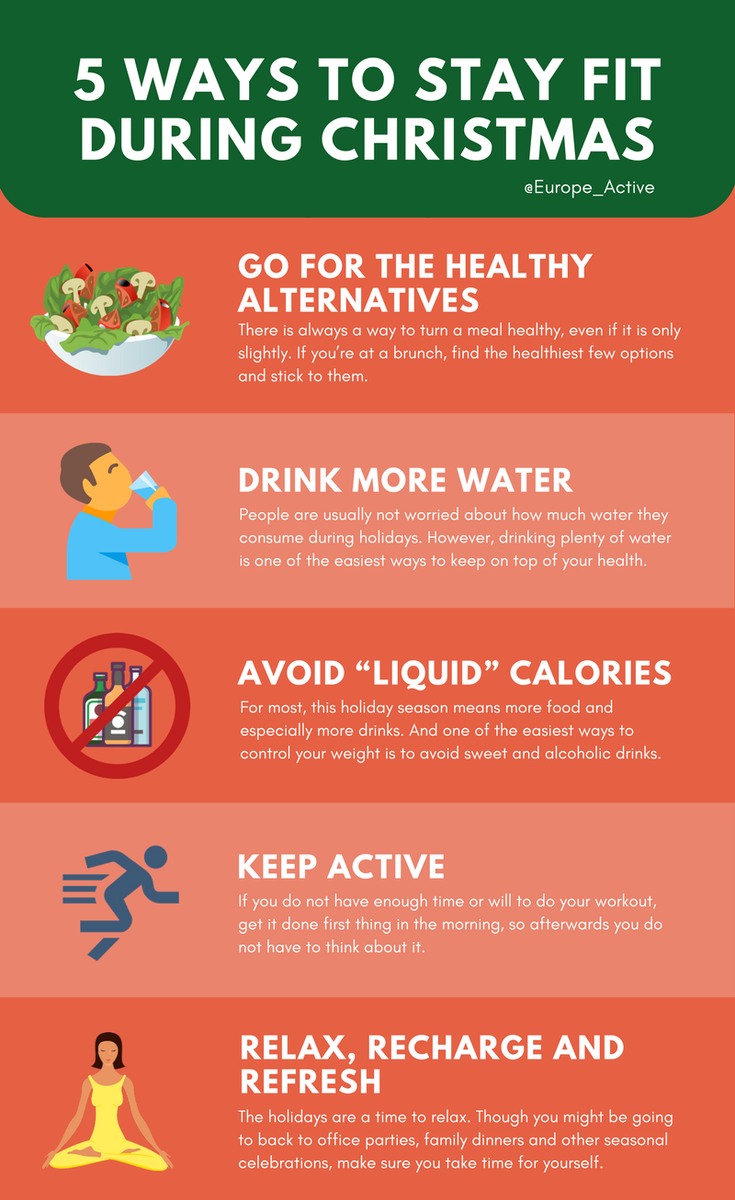 5 WAYS TO STAY FIT
DURING CHRISTMAS
@Europe_Active
GO FOR THE HEALTHY
ALTERNATIVES
There is always a way to turn a meal healthy, even if it is only
slightly. If you're at a brunch, find the healthiest few options
and stick to them.
DRINK MORE WATER
People are usually not worried about how much water they
consume during holidays. However, drinking plenty of water
is one of the easiest ways to keep on top of your health.
AVOID “LIQUID” CALORIES
For most, this holiday season means more food and
especially more drinks. And one of the easiest ways to
control your weight is to avoid sweet and alcoholic drinks.
KEEP ACTIVE
If you do not have enough time or will to do your workout,
get it done first thing in the morning, so afterwards you do
not have to think about it.
RELAX, RECHARGE AND
REFRESH
The holidays are a time to relax. Though you might be going
to back to office parties, family dinners and other seasonal
celebrations, make sure you take time for yourself.